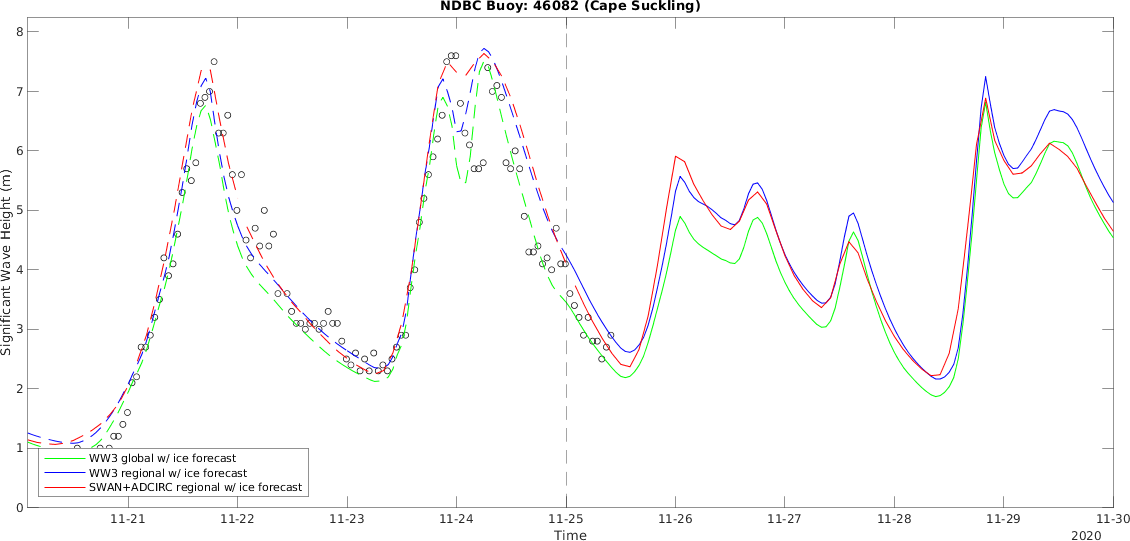 NDBC Buoy: 46082 (Cape Suckling)
8
7
6
5
4
3
2
1
0
Significant Wave Height (m)
WW3 global w/ ice forecast
WW3 regional w/ ice forecast
SWAN+ADCIRC regional w/ ice forecast
11-21 11-22 11-23 11-24 11-25 11-26 11-27 11-28 11-29 11-30
Time
2020